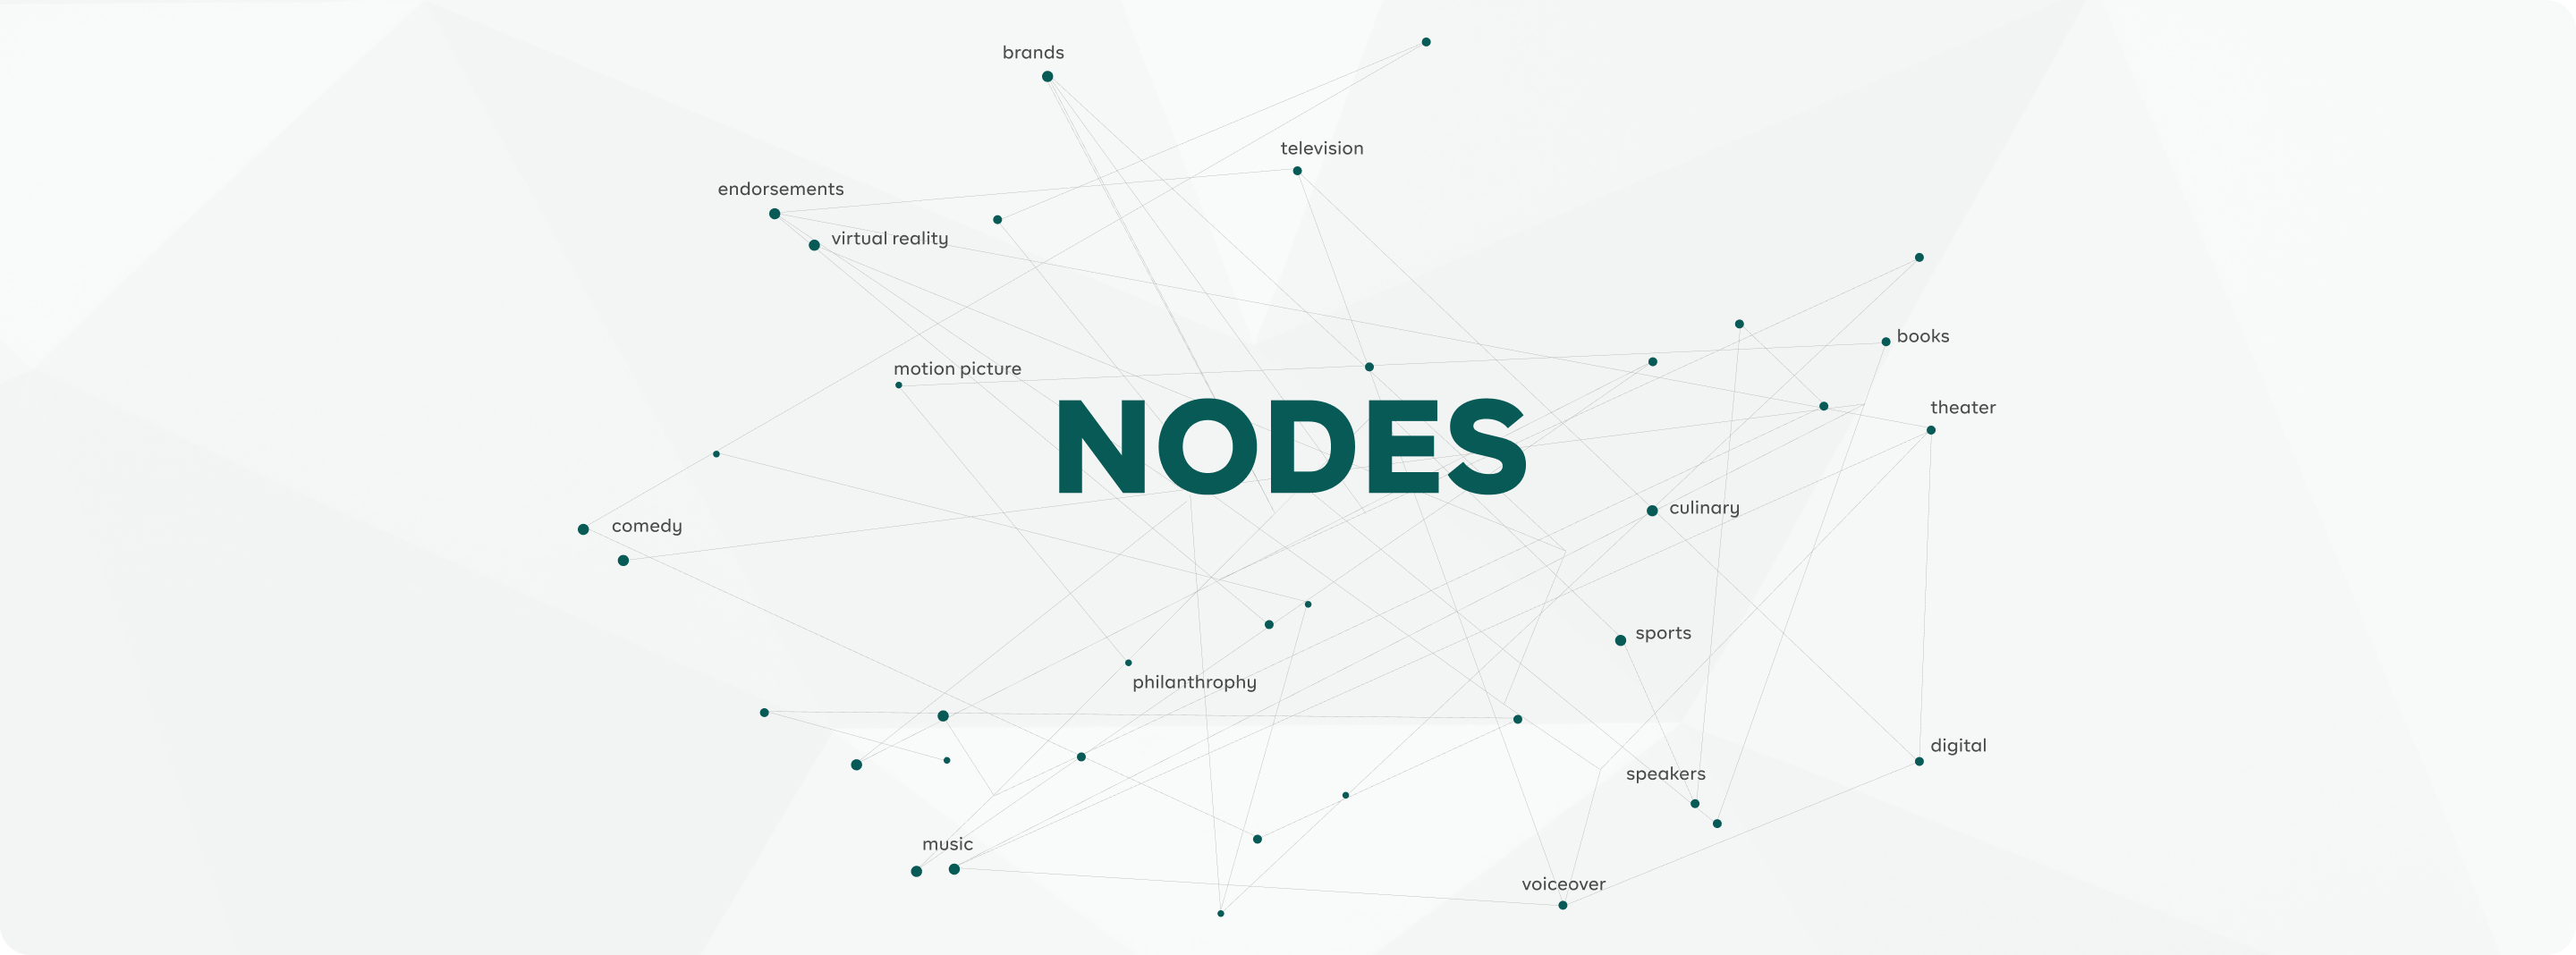 brands
television
endorsements
virtual reality
books
motion picture
theater
NODES
culinary
comedy
sports
philanthrophy
digital
speakers
music
voiceover